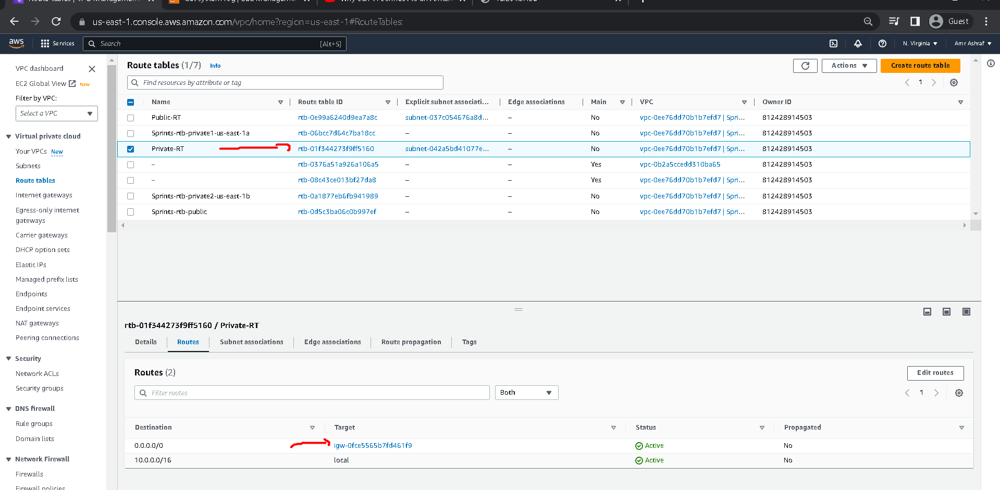 us-east-1.console.aws.amazon.com/vpc/home?region=us-east-1#RouteTables:
Guest
aws
Services
Search
[Alt+S]
N. Virginia
Amr Ashraf
VPC dashboard
EC2 Global View
New
Filter by VPC:
Select a VPC
Virtual private cloud
Your VPCs New
Subnets
Route tables
Internet gateways
Egress-only internet
gateways
Carrier gateways
DHCP option sets
Elastic IPs
Managed prefix lists
Endpoints
Endpoint services
NAT gateways
Peering connections
Security
Network ACLs
Security groups
DNS firewall
Rule groups
Domain lists
Network Firewall
Firewalls
Firewall policies
Route tables (1/7) Info
Actions
Create route table
Find resources by attribute or tag
1
Name Route table ID Explicit subnet associati... Edge associations Main VPC Owner ID
Public-RT rtb-0e99a6240d9ea7a8c subnet-037c054676a8d... – No vpc-0ee76dd70b1b7efd7 | Spri... 812428914503
Sprints-rtb-private1-us-east-1a rtb-06bcc7d64c7ba18cc – – No vpc-0ee76dd70b1b7efd7 | Spri... 812428914503
Private-RT rtb-01f344273f9ff5160 subnet-042a5bd41077e... – No vpc-0ee76dd70b1b7efd7 | Spri... 812428914503
– rtb-0376a51a926a106a5 – – Yes vpc-0b2a5ccedd310ba65 812428914503
– rtb-08c43ce013bf27da8 – – Yes vpc-0ee76dd70b1b7efd7 | Spri... 812428914503
Sprints-rtb-private2-us-east-1b rtb-0a1877eb6fb941989 – – No vpc-0ee76dd70b1b7efd7 | Spri... 812428914503
Sprints-rtb-public rtb-0d5c3ba06c0b997ef – – No vpc-0ee76dd70b1b7efd7 | Spri... 812428914503
rtb-01f344273f9ff5160 / Private-RT
Details Routes Subnet associations Edge associations Route propagation Tags
Routes (2)
Edit routes
Filter routes
Both
1
Destination Target Status Propagated
0.0.0.0/0 igw-0fce5565b7fd461f9 Active No
10.0.0.0/16 local Active No